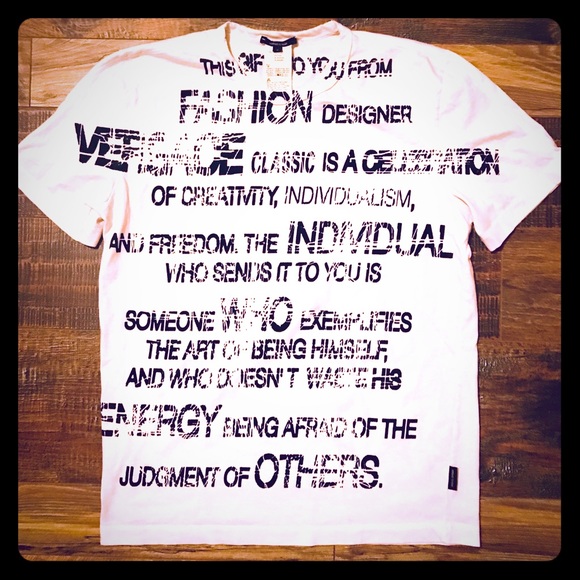 THIS GIF TO YOU FROM
FASHION DESIGNER
VERSACE CLASSIC IS A CELEBRATION
OF CREATIVITY, INDIVIDUALISM,
AND FREEDOM. THE INDIVIDUAL
WHO SENDS IT TO YOU IS
SOMEONE WHO EXEMPLIFIES
THE ART OF BEING HIMSELF,
AND WHO DOESN'T WASTE HIS
ENERGY BEING AFRAID OF THE
JUDGMENT OF OTHERS.